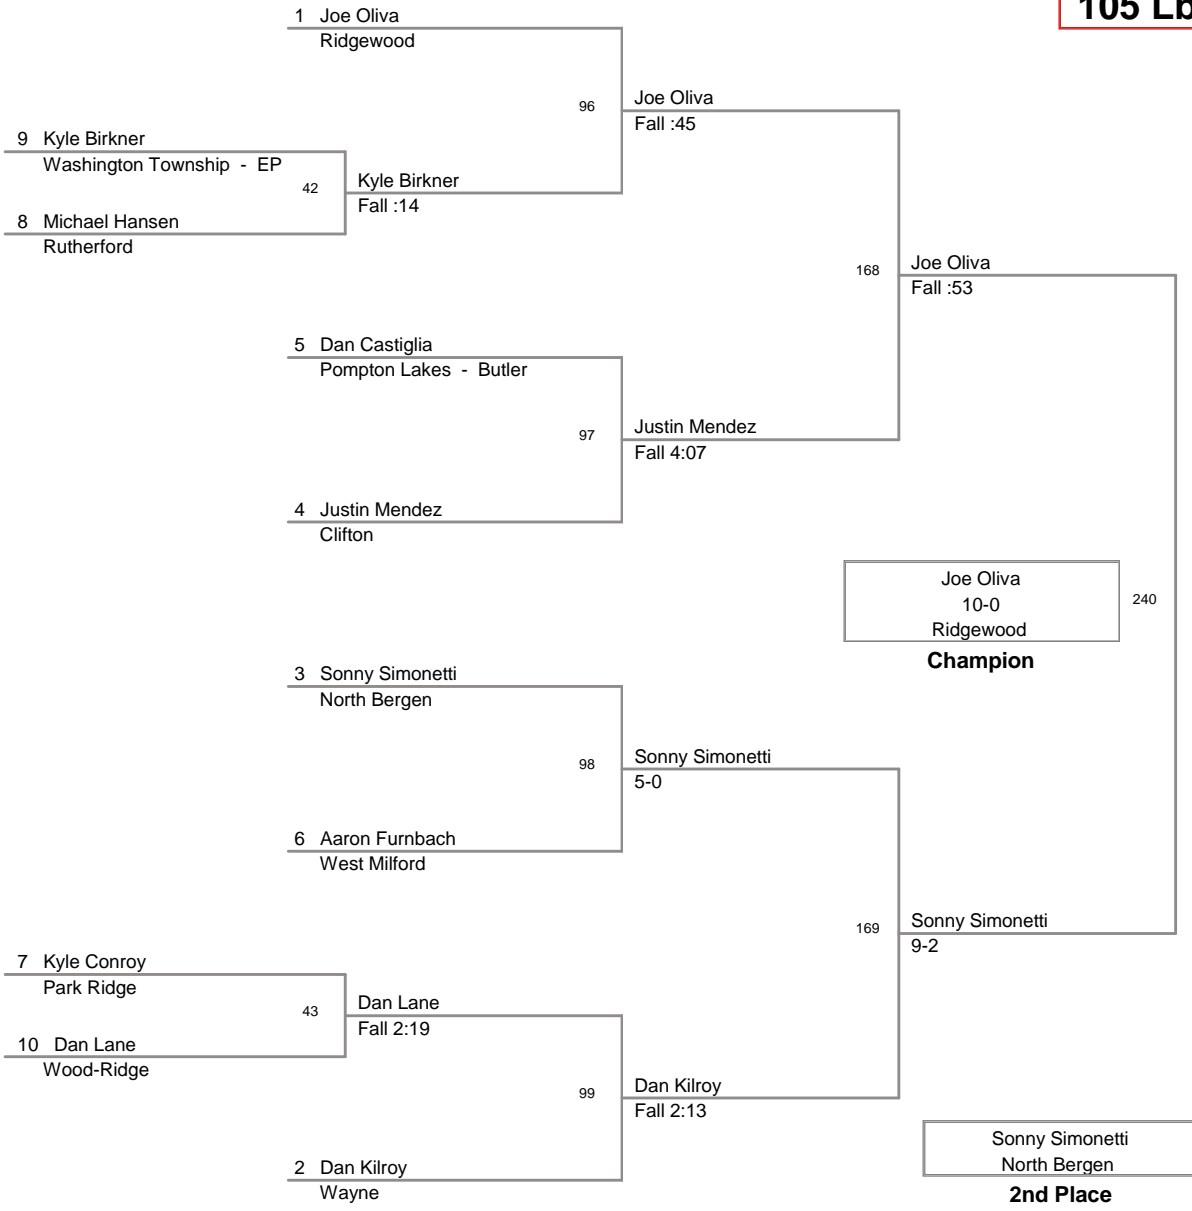 105 Lb
1 Joe Oliva
Ridgewood
96
Joe Oliva
Fall :45
9 Kyle Birkner
Washington Township - EP
42
Kyle Birkner
Fall :14
8 Michael Hansen
Rutherford
168
Joe Oliva
Fall :53
5 Dan Castiglia
Pompton Lakes - Butler
97
Justin Mendez
Fall 4:07
4 Justin Mendez
Clifton
Joe Oliva
10-0
Ridgewood
240
Champion
3 Sonny Simonetti
North Bergen
98
Sonny Simonetti
5-0
6 Aaron Furnbach
West Milford
169
Sonny Simonetti
9-2
7 Kyle Conroy
Park Ridge
43
Dan Lane
Fall 2:19
10 Dan Lane
Wood-Ridge
99
Dan Kilroy
Fall 2:13
2 Dan Kilroy
Wayne
Sonny Simonetti
North Bergen
2nd Place